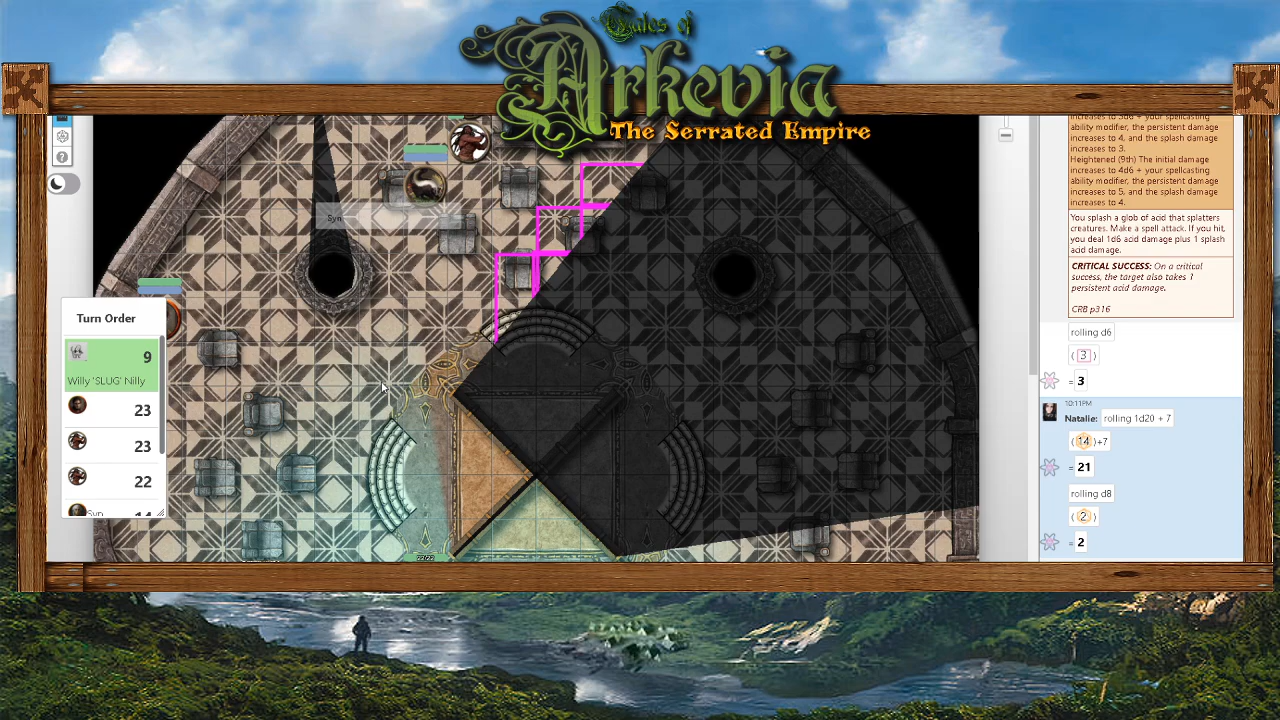 Tales of
Arkevia
The Serrated Empire
increases to 3d6 + your spellcasting
ability modifier, the persistent damage
increases to 4, and the splash damage
increases to 3.
Heightened (9th) The initial damage
increases to 4d6 + your spellcasting
ability modifier, the persistent damage
increases to 5, and the splash damage
increases to 4.
You splash a glob of acid that splatters
creatures. Make a spell attack. If you hit,
you deal 1d6 acid damage plus 1 splash
acid damage.
CRITICAL SUCCESS: On a critical
success, the target also takes 1
persistent acid damage.
CRB p316
rolling d6
( 3 )
= 3
10:11PM
Natalie: rolling 1d20 + 7
( 14 )+7
= 21
rolling d8
( 2 )
= 2
?
Syn
Turn Order
9
Willy 'SLUG' Nilly
23
23
22
Syn
14
22/22